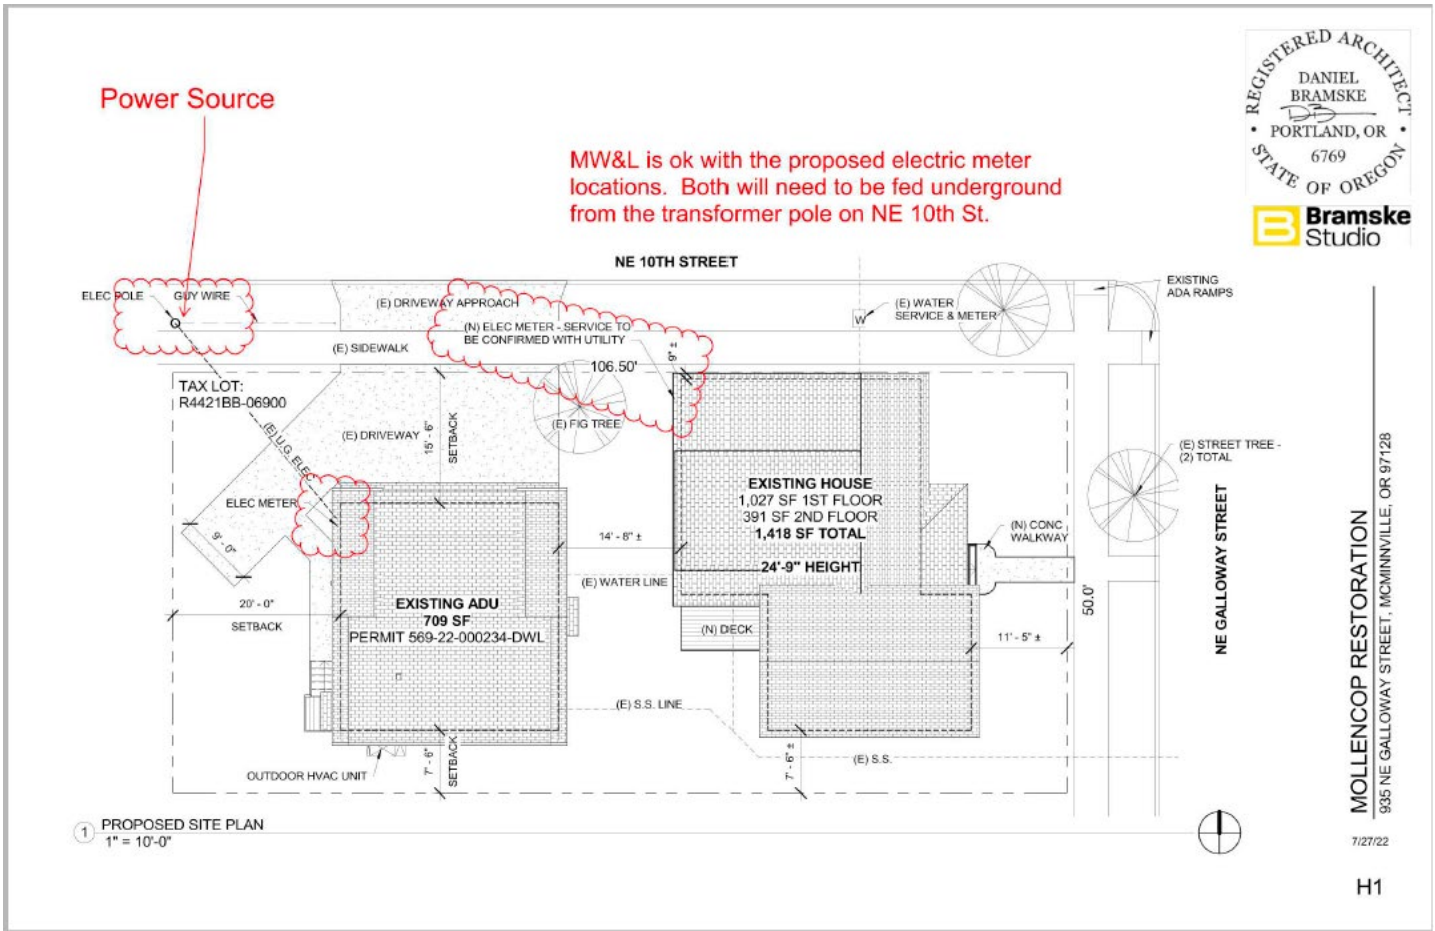 REGISTERED ARCHITECT
DANIEL
BRAMSKE
PORTLAND, OR
6769
STATE OF OREGON
Bramske
Studio
Power Source
MW&L is ok with the proposed electric meter
locations. Both will need to be fed underground
from the transformer pole on NE 10th St.
NE 10TH STREET
EXISTING
ADA RAMPS
ELEC POLE
GUY WIRE
(E) DRIVEWAY APPROACH
(E) WATER
SERVICE & METER
W
(N) ELEC METER - SERVICE TO
BE CONFIRMED WITH UTILITY
(E) SIDEWALK
9" ±
106.50'
TAX LOT:
R4421BB-06900
(E) U.G. ELEC
(E) DRIVEWAY
15' - 6"
SETBACK
(E) FIG TREE
(E) STREET TREE -
(2) TOTAL
ELEC METER
EXISTING HOUSE
1,027 SF 1ST FLOOR
391 SF 2ND FLOOR
1,418 SF TOTAL
24'-9" HEIGHT
(N) CONC
WALKWAY
9' - 0"
14' - 8" ±
(E) WATER LINE
20' - 0"
SETBACK
EXISTING ADU
709 SF
PERMIT 569-22-000234-DWL
(N) DECK
11' - 5" ±
50.0'
NE GALLOWAY STREET
(E) S.S. LINE
(E) S.S.
7' - 6"
SETBACK
7' - 6" ±
OUTDOOR HVAC UNIT
1
PROPOSED SITE PLAN
1" = 10'-0"
MOLLENCOP RESTORATION
935 NE GALLOWAY STREET, MCMINNVILLE, OR 97128
7/27/22
H1